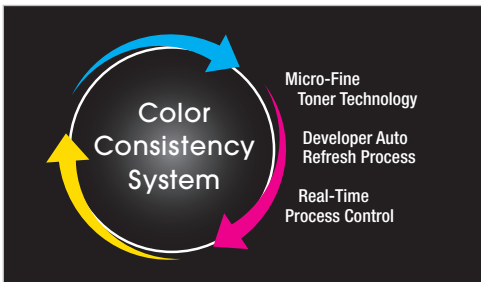 Color
Consistency
System
Micro-Fine
Toner Technology
Developer Auto
Refresh Process
Real-Time
Process Control